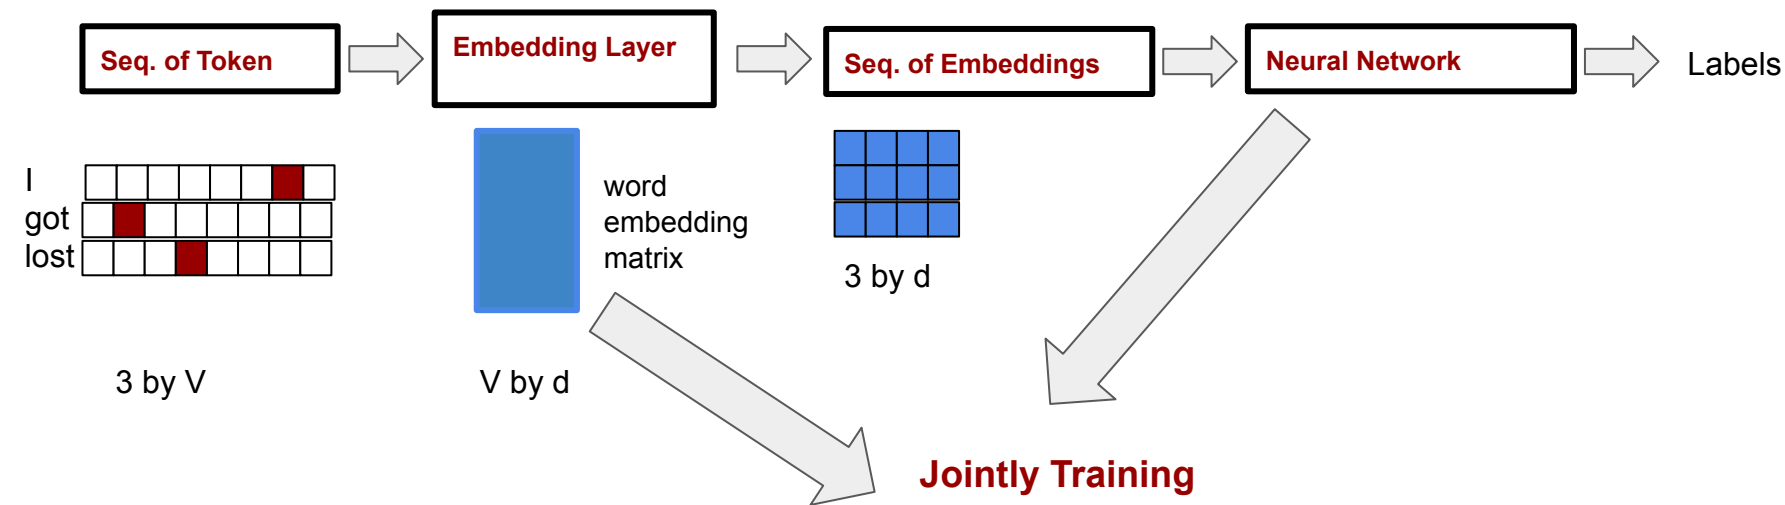 Seq. of Token
Embedding Layer
Seq. of Embeddings
Neural Network
Labels
I
got
lost
word
embedding
matrix
3 by d
3 by V
V by d
Jointly Training